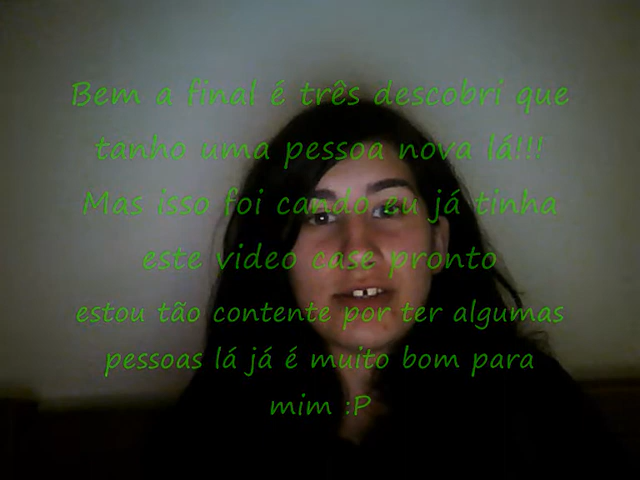 Bem a final é três descobri que
tanho uma pessoa nova lá!!!
Mas isso foi cando eu já tinha
este video case pronto
estou tão contente por ter algumas
pessoas lá já é muito bom para
mim :P